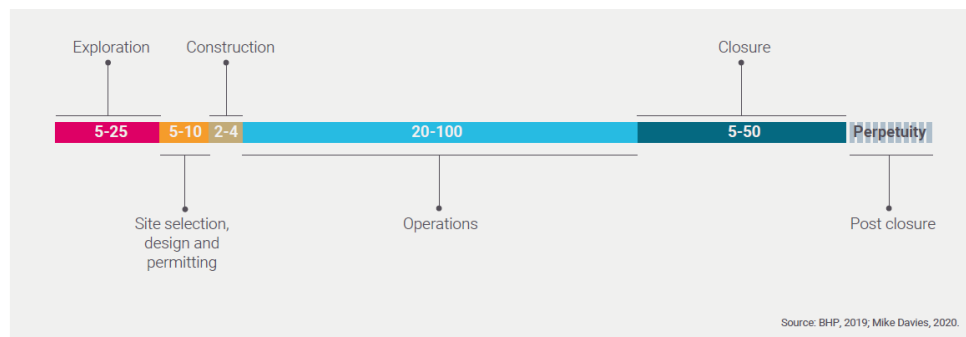 Exploration
Construction
Closure
5-25
5-10
2-4
20-100
5-50
Perpetuity
Site selection,
design and
permitting
Operations
Post closure
Source: BHP, 2019; Mike Davies, 2020.